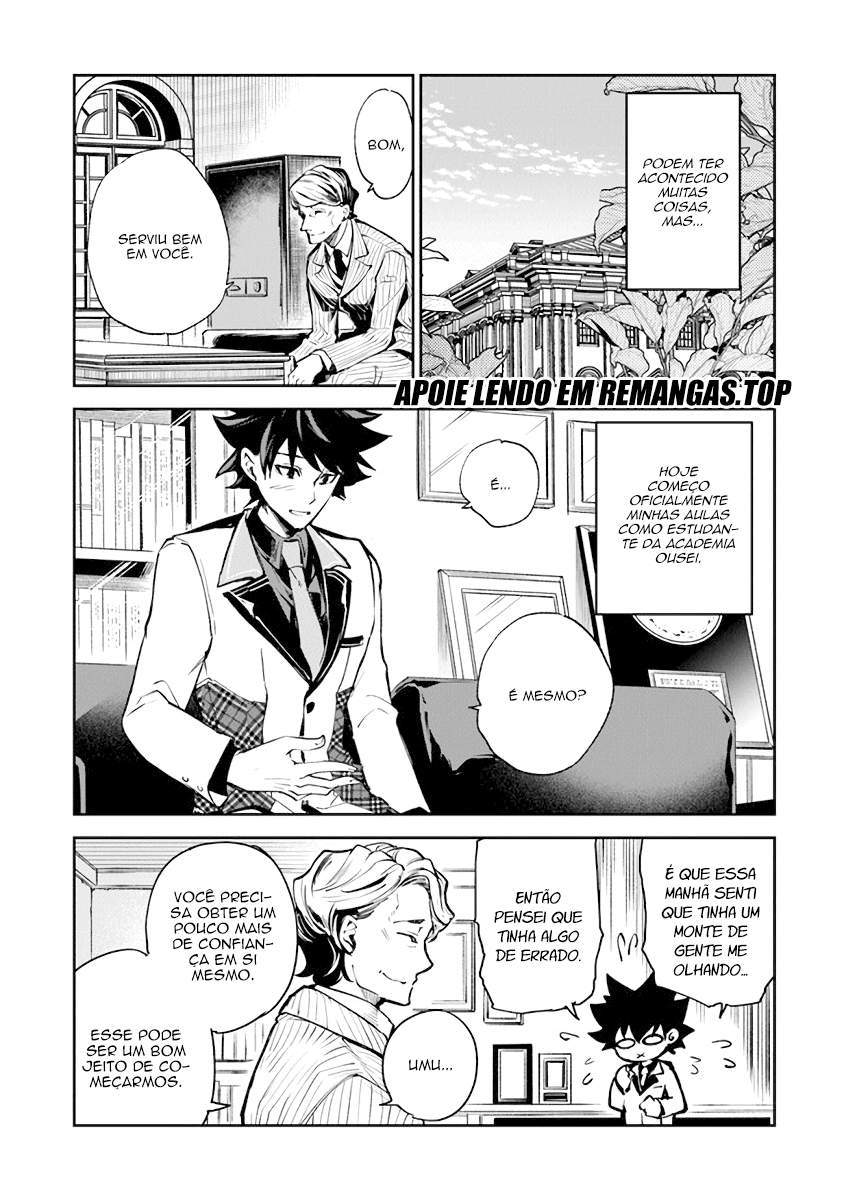 PODEM TER
ACONTECIDO
MUITAS
COISAS,
MAS...
BOM,
SERVIU BEM
EM VOCÊ.
APOIE LENDO EM REMANGAS.TOP
HOJE
COMEÇO
OFICIALMENTE
MINHAS AULAS
COMO ESTUDAN-
TE DA ACADEMIA
OUSEI.
É...
É MESMO?
É QUE ESSA
MANHÃ SENTI
QUE TINHA UM
MONTE DE
GENTE ME
OLHANDO...
ENTÃO
PENSEI QUE
TINHA ALGO
DE ERRADO.
UMU...
VOCÊ PRECI-
SA OBTER UM
POUCO MAIS
DE CONFIAN-
ÇA EM SI
MESMO.
ESSE PODE
SER UM BOM
JEITO DE CO-
MEÇARMOS.